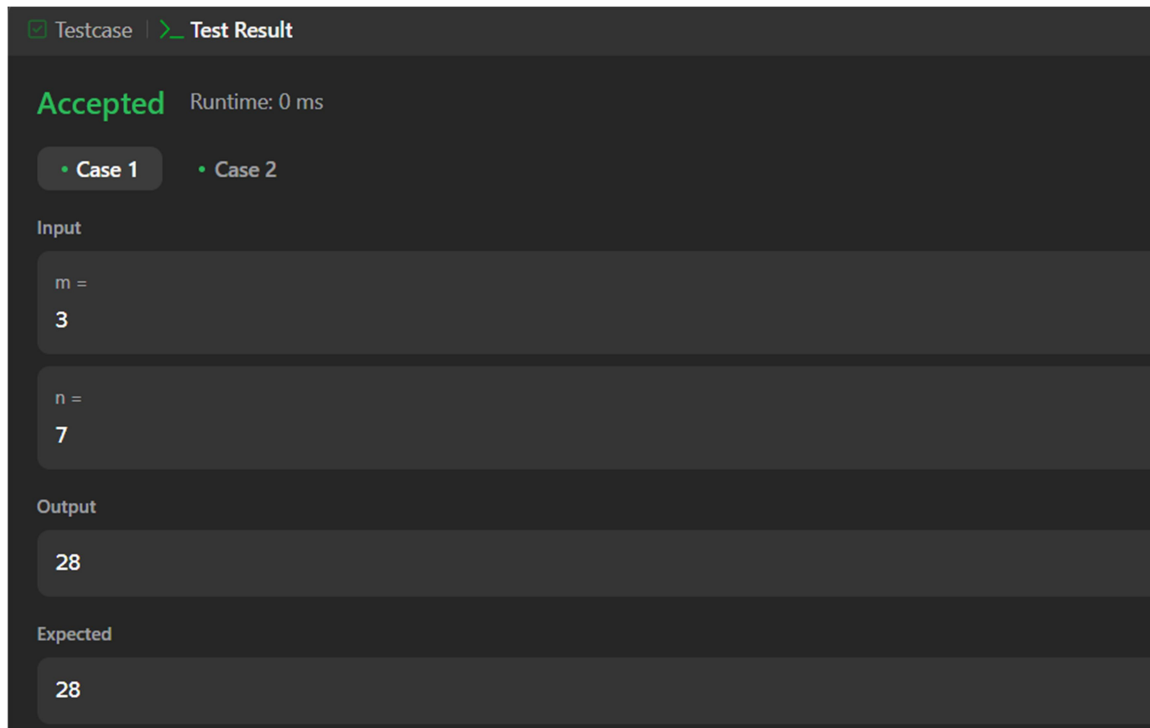 Testcase | >_ Test Result
Accepted Runtime: 0 ms
• Case 1 • Case 2
Input
m =
3
n =
7
Output
28
Expected
28